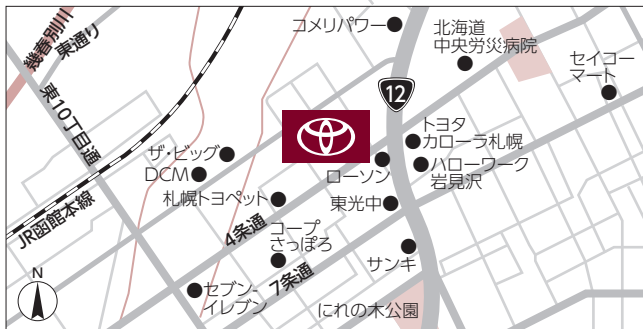 コメリパワー
北海道
中央労災病院
セイコー
マート
幾春別川
東通り
12
東10丁目通
トヨタ
カローラ札幌
ザ・ビッグ
DCM
ローソン
ハローワーク
岩見沢
札幌トヨペット
東光中
JR函館本線
4条通
コープ
さっぽろ
サンキ
7条通
セブン-
イレブン
にれの木公園
N